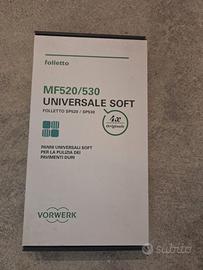 folletto
MF520/530
UNIVERSALE SOFT
FOLLETTO SP520 / SP530
4x
Originale
PANNI UNIVERSALI SOFT
PER LA PULIZIA DEI
PAVIMENTI DURI
VORWERK
subito